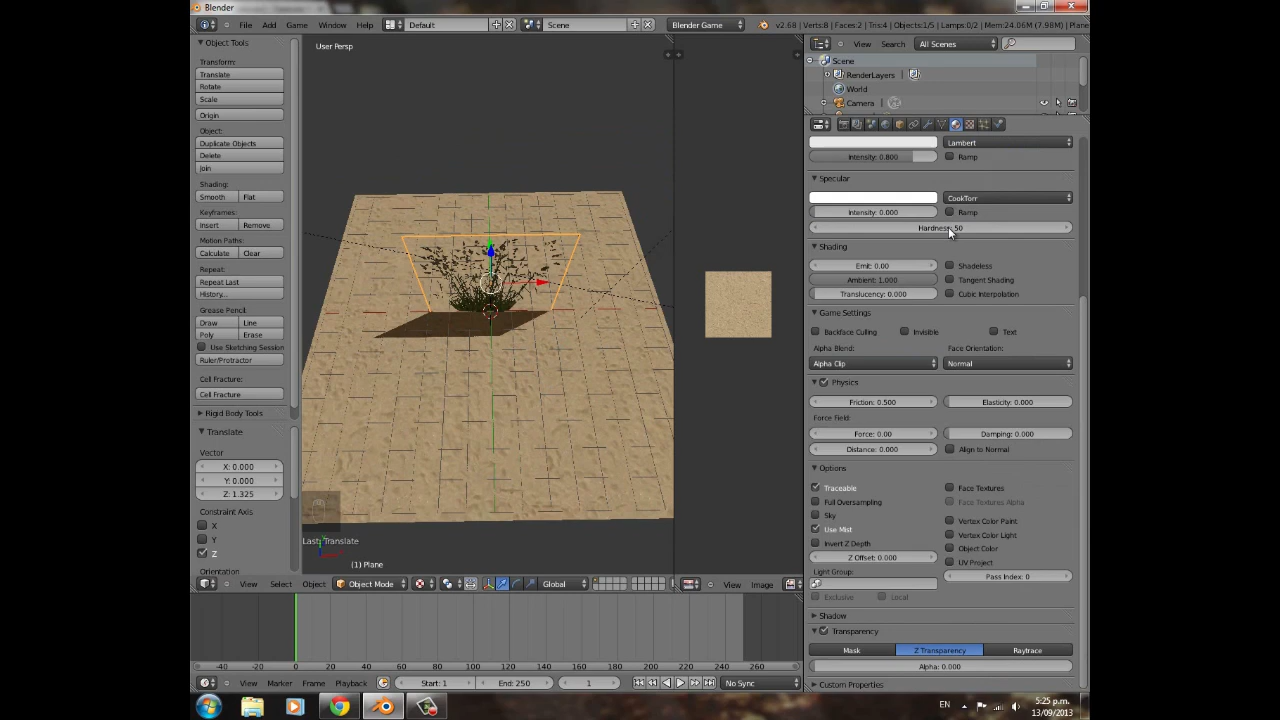 Blender
File Add Game Window Help Default Scene Blender Game v2.68 | Verts:8 | Faces:2 | Tris:4 | Objects:1/5 | Lamps:0/2 | Mem:24.06M (7.98M) | Plane
Object Tools
Transform:
Translate
Rotate
Scale
Origin
Object:
Duplicate Objects
Delete
Join
Shading:
Smooth Flat
Keyframes:
Insert Remove
Motion Paths:
Calculate Clear
Repeat:
Repeat Last
History...
Grease Pencil:
Draw Line
Poly Erase
Use Sketching Session
Ruler/Protractor
Cell Fracture:
Cell Fracture
Rigid Body Tools
Translate
Vector
X: 0.000
Y: 0.000
Z: 1.325
Constraint Axis
X
Y
Z
Orientation
User Persp
Last: Translate
(1) Plane
View Select Object Object Mode Global
View Image
View Search All Scenes
Scene
RenderLayers
World
Camera
Lambert
Intensity: 0.800 Ramp
Specular
CookTorr
Intensity: 0.000 Ramp
Hardness: 50
Shading
Emit: 0.00 Shadeless
Ambient: 1.000 Tangent Shading
Translucency: 0.000 Cubic Interpolation
Game Settings
Backface Culling Invisible Text
Alpha Blend: Face Orientation:
Alpha Clip Normal
Physics
Friction: 0.500 Elasticity: 0.000
Force Field:
Force: 0.00 Damping: 0.000
Distance: 0.000 Align to Normal
Options
Traceable Face Textures
Full Oversampling Face Textures Alpha
Sky Vertex Color Paint
Use Mist Vertex Color Light
Invert Z Depth Object Color
Z Offset: 0.000 UV Project
Light Group: Pass Index: 0
Exclusive Local
Shadow
Transparency
Mask Z Transparency Raytrace
Alpha: 0.000
Custom Properties
-40 -20 0 20 40 60 80 100 120 140 160 180 200 220 240 260
View Marker Frame Playback Start: 1 End: 250 1 No Sync
EN 5:25 p.m.
13/09/2013